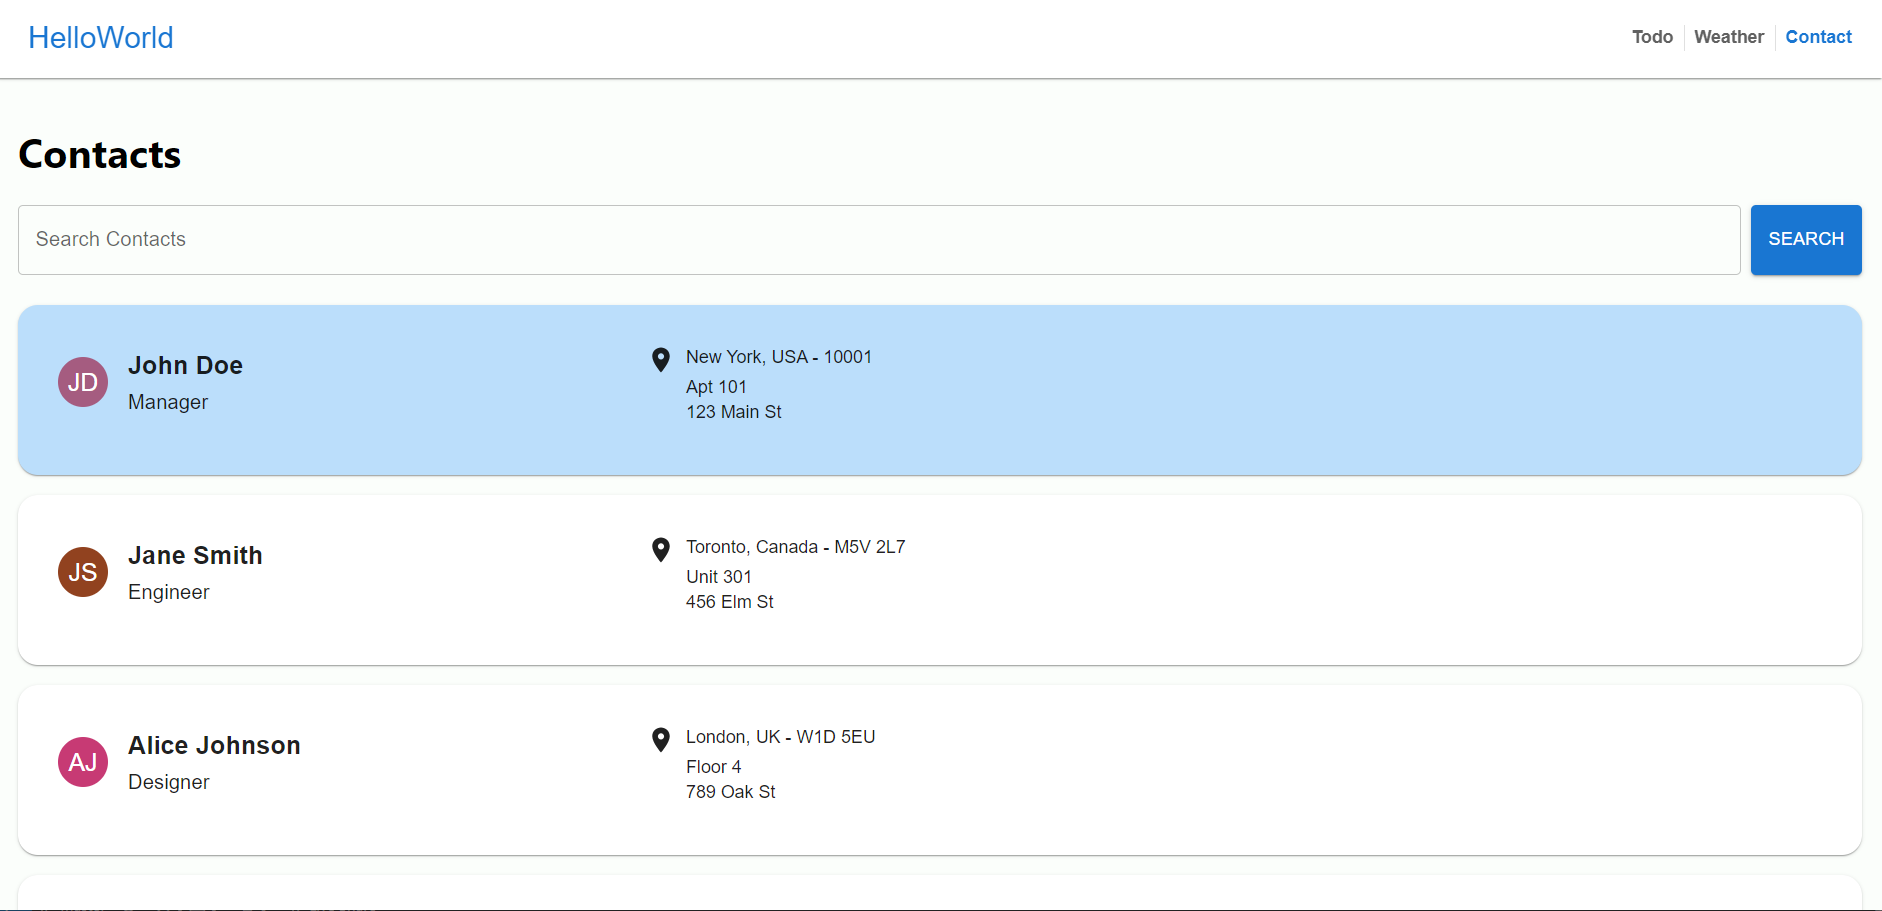 HelloWorld
Todo Weather Contact
Contacts
Search Contacts
SEARCH
JD
John Doe
Manager
New York, USA - 10001
Apt 101
123 Main St
JS
Jane Smith
Engineer
Toronto, Canada - M5V 2L7
Unit 301
456 Elm St
AJ
Alice Johnson
Designer
London, UK - W1D 5EU
Floor 4
789 Oak St